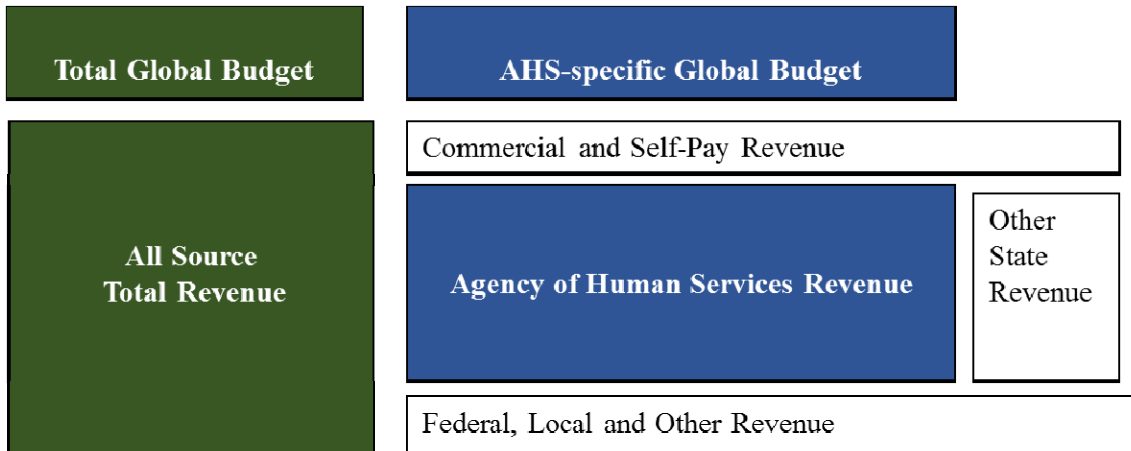 Total Global Budget
AHS-specific Global Budget
All Source
Total Revenue
Commercial and Self-Pay Revenue
Agency of Human Services Revenue
Other
State
Revenue
Federal, Local and Other Revenue